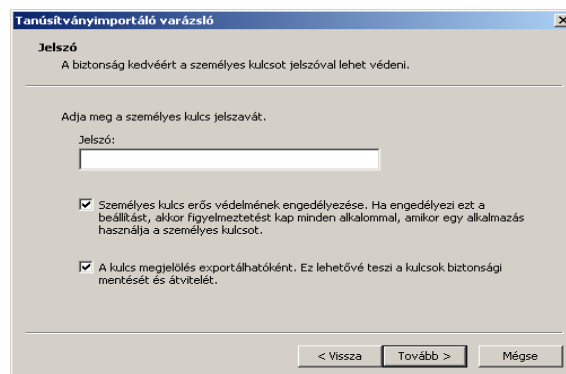 Tanúsítványimportáló varázsló
Jelszó
A biztonság kedvéért a személyes kulcsot jelszóval lehet védeni.
Adja meg a személyes kulcs jelszavát.
Jelszó:
Személyes kulcs erős védelmének engedélyezése. Ha engedélyezi ezt a
beállítást, akkor figyelmeztetést kap minden alkalommal, amikor egy alkalmazás
használja a személyes kulcsot.
A kulcs megjelölés exportálhatóként. Ez lehetővé teszi a kulcsok biztonsági
mentését és átvitelét.
< Vissza Tovább > Mégse